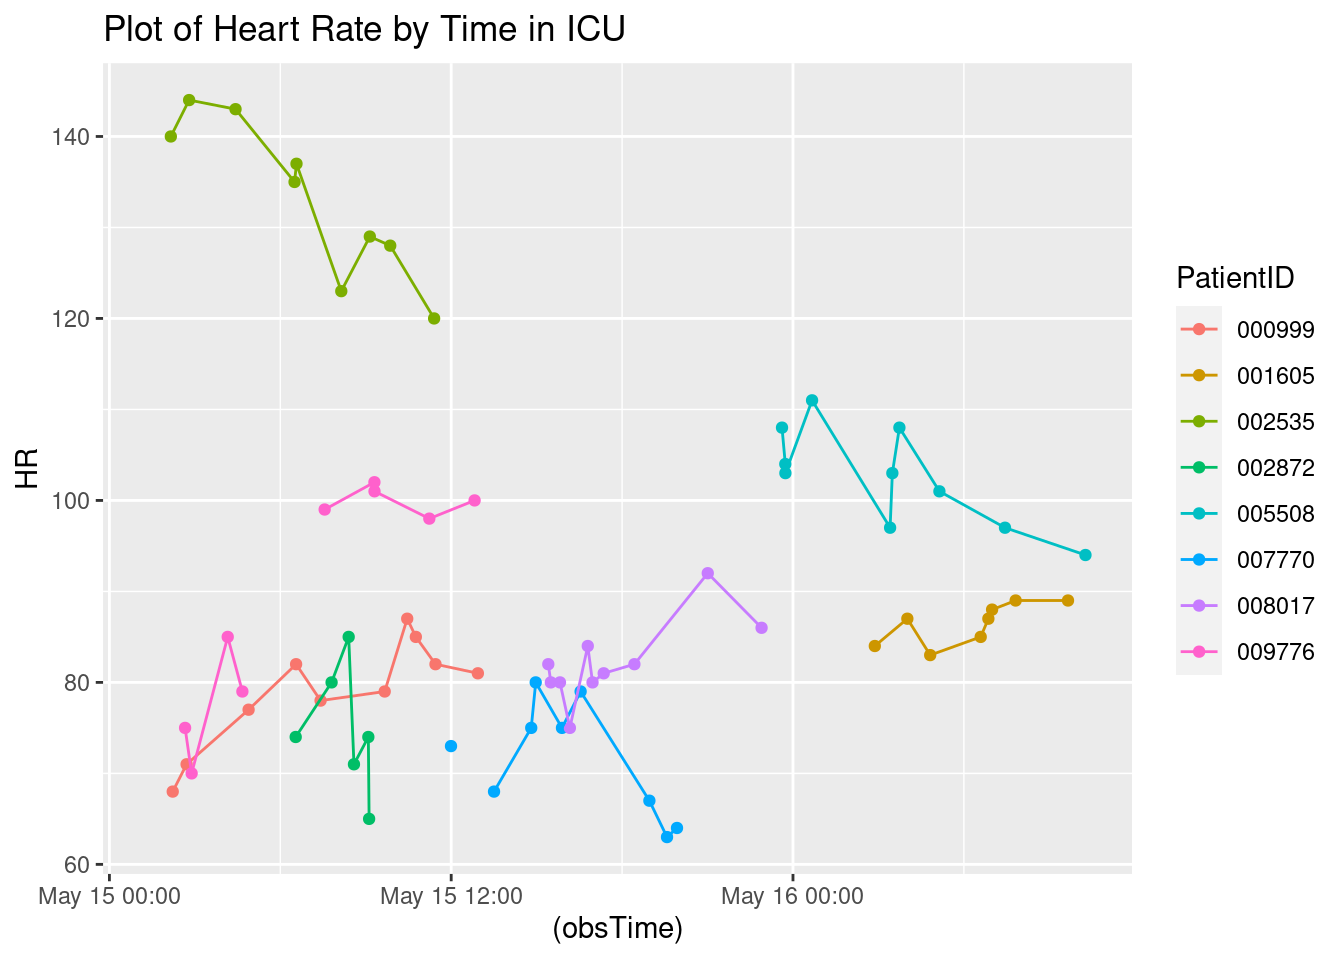 Plot of Heart Rate by Time in ICU
HR
140
120
100
80
60
May 15 00:00
May 15 12:00
May 16 00:00
(obsTime)
PatientID
000999
001605
002535
002872
005508
007770
008017
009776